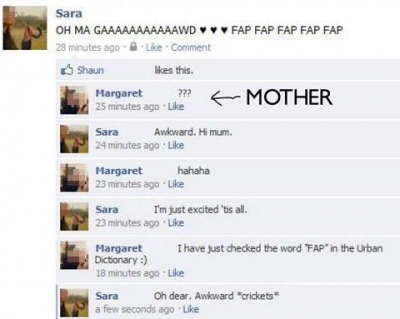 Sara
OH MA GAAAAAAAAAAAWD ♥ ♥ ♥ FAP FAP FAP FAP FAP
28 minutes ago · Like · Comment
Shaun likes this.
Margaret ???
25 minutes ago · Like
← MOTHER
Sara Awkward. Hi mum.
24 minutes ago · Like
Margaret hahaha
23 minutes ago · Like
Sara I'm just excited 'tis all.
23 minutes ago · Like
Margaret I have just checked the word "FAP" in the Urban
Dictionary :)
18 minutes ago · Like
Sara Oh dear. Awkward *crickets*
a few seconds ago · Like